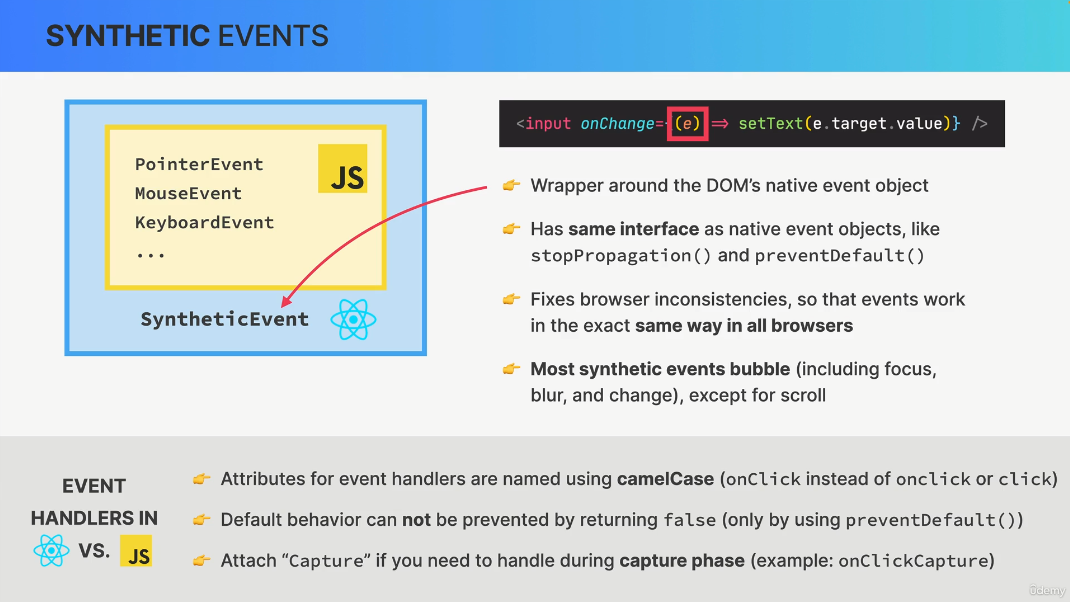 SYNTHETIC EVENTS
PointerEvent
MouseEvent
KeyboardEvent
...
JS
SyntheticEvent
<input onChange={(e) => setText(e.target.value)} />
👉 Wrapper around the DOM’s native event object
👉 Has same interface as native event objects, like
stopPropagation() and preventDefault()
👉 Fixes browser inconsistencies, so that events work
in the exact same way in all browsers
👉 Most synthetic events bubble (including focus,
blur, and change), except for scroll
EVENT
HANDLERS IN
VS. JS
👉 Attributes for event handlers are named using camelCase (onClick instead of onclick or click)
👉 Default behavior can not be prevented by returning false (only by using preventDefault())
👉 Attach “Capture” if you need to handle during capture phase (example: onClickCapture)
ûdemy